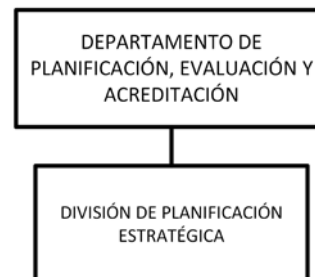 DEPARTAMENTO DE
PLANIFICACIÓN, EVALUACIÓN Y
ACREDITACIÓN
DIVISIÓN DE PLANIFICACIÓN
ESTRATÉGICA